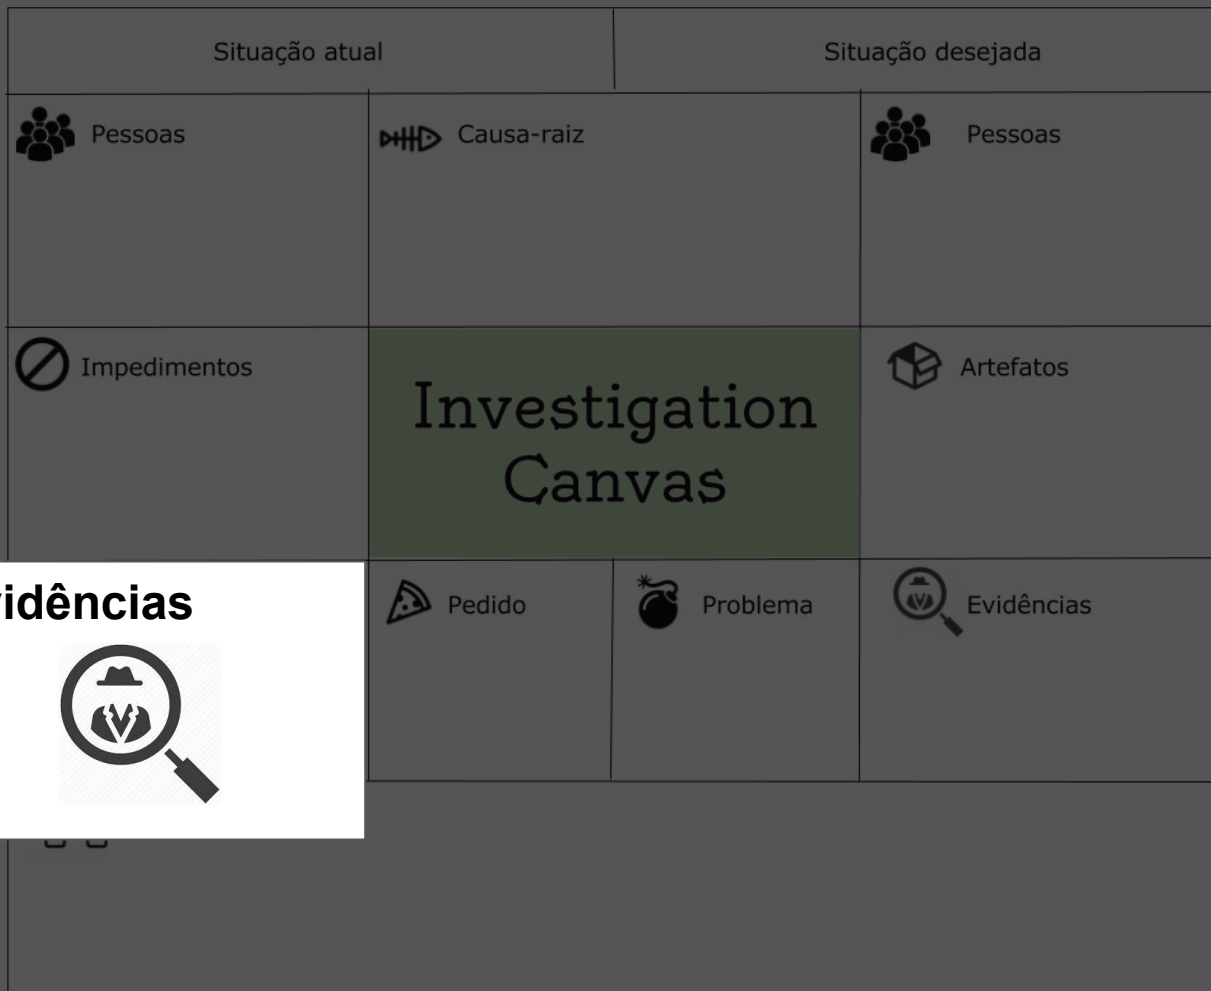 Situação atual
Situação desejada
Pessoas
Causa-raiz
Pessoas
Impedimentos
Investigation
Canvas
Artefatos
vidências
Pedido
Problema
Evidências